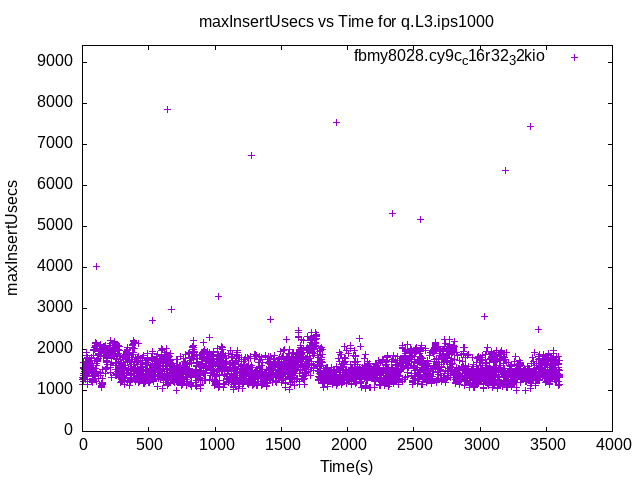 maxInsertUsecs vs Time for q.L3.ips1000
fbmy8028.cy9c_c16r32_32kio
maxInsertUsecs
9000
8000
7000
6000
5000
4000
3000
2000
1000
0
0 500 1000 1500 2000 2500 3000 3500 4000
Time(s)